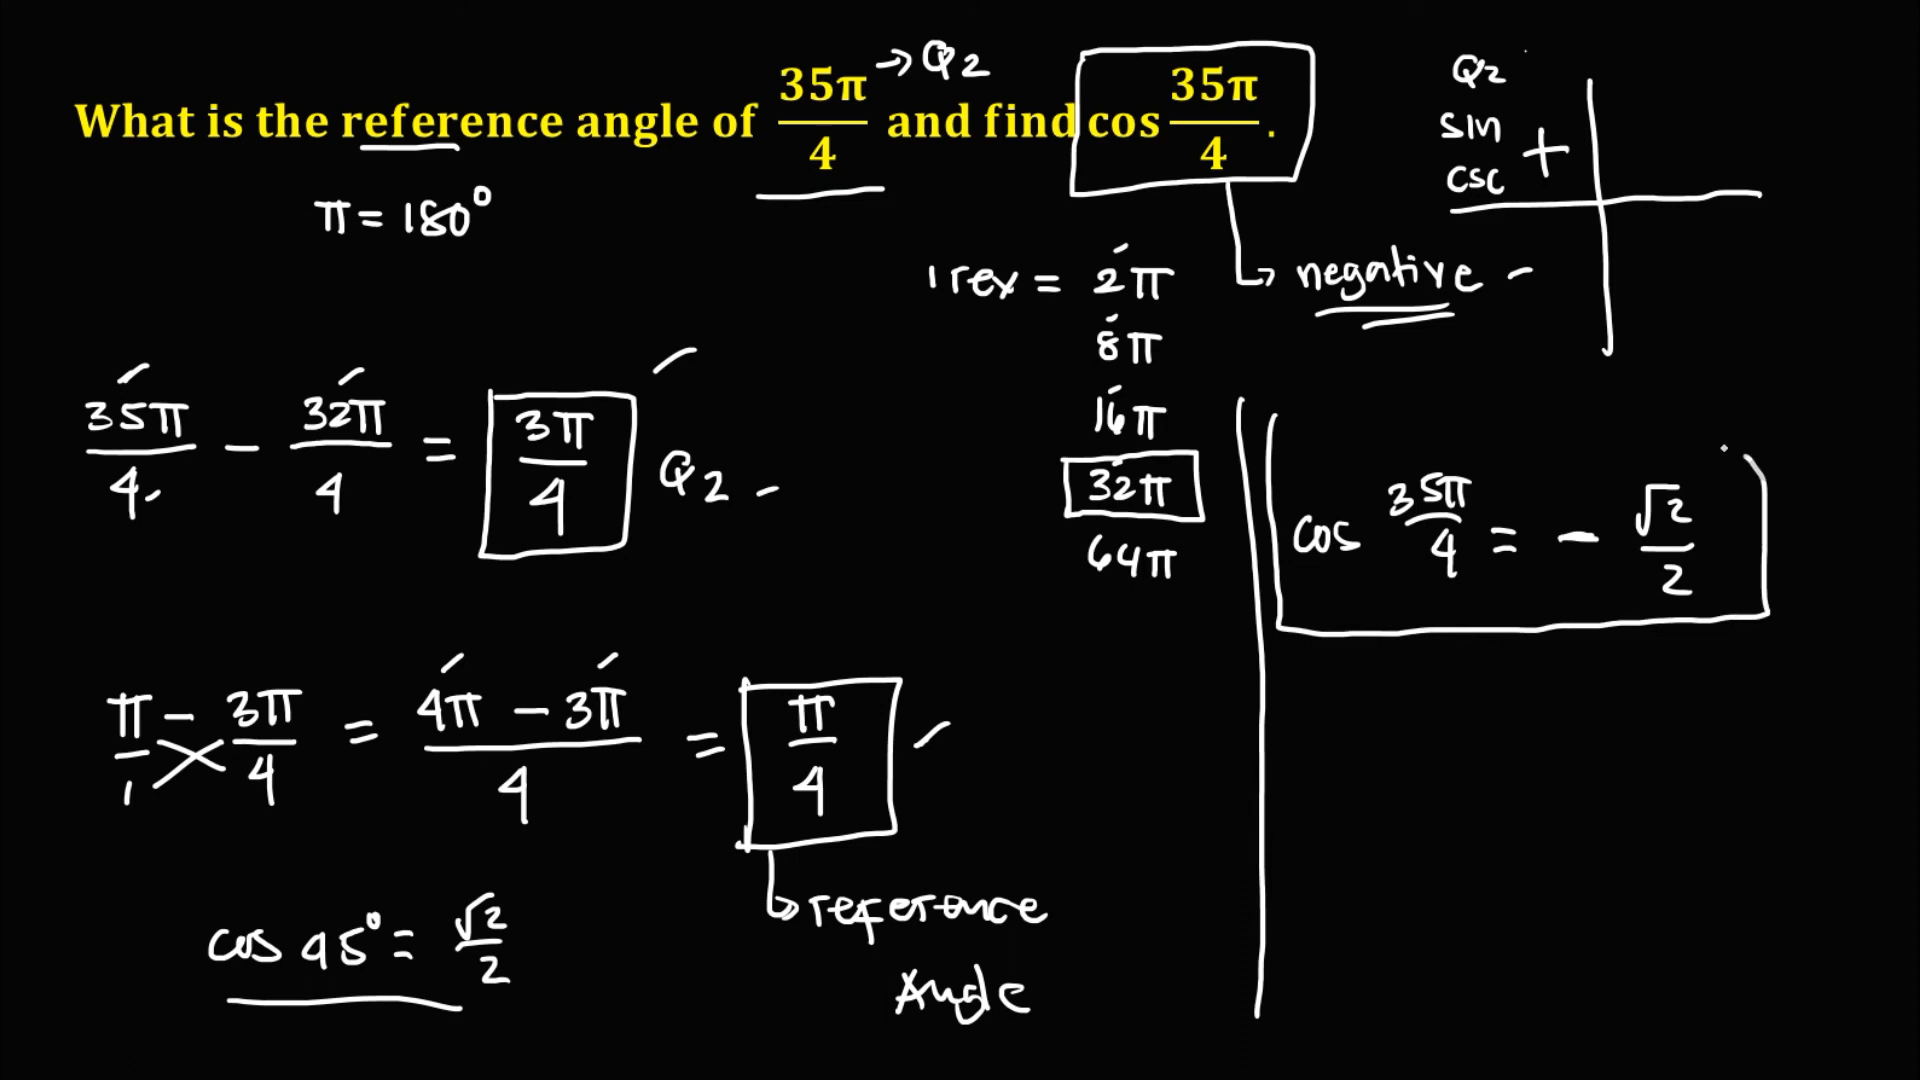 What is the reference angle of 35π/4 → Q2 and find cos 35π/4.
π = 180°
Q2
sin
csc +
1 rex = 2π
8π
16π
32π
64π
negative -
35π/4 - 32π/4 = 3π/4 Q2
cos 35π/4 = - √2/2
π/1 - 3π/4 = 4π - 3π/4 = π/4
reference
Angle
cos 45° = √2/2